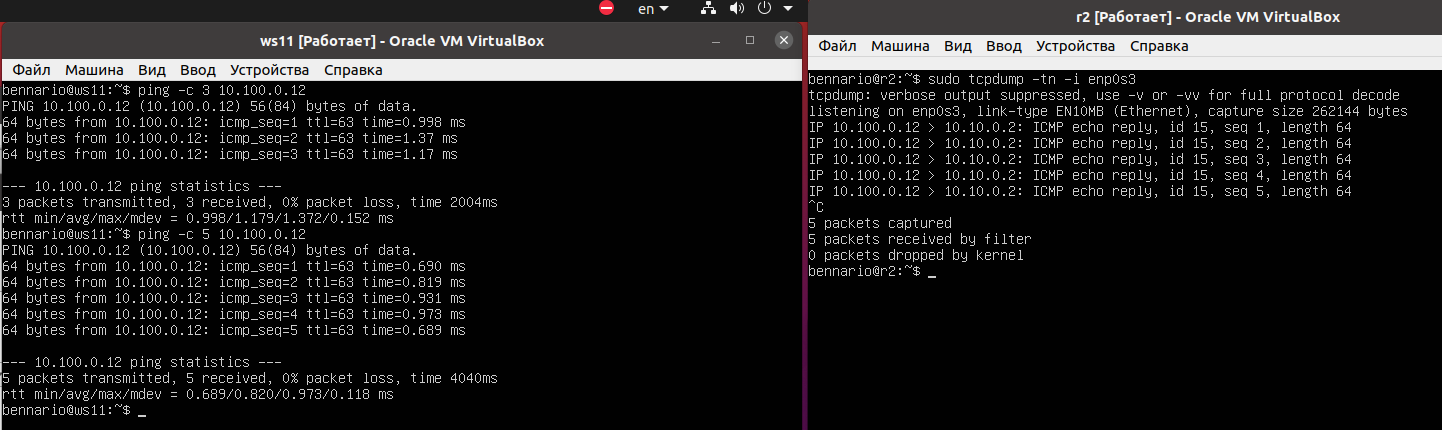 en
ws11 [Работает] - Oracle VM VirtualBox
Файл Машина Вид Ввод Устройства Справка
bennario@ws11:~$ ping -c 3 10.100.0.12
PING 10.100.0.12 (10.100.0.12) 56(84) bytes of data.
64 bytes from 10.100.0.12: icmp_seq=1 ttl=63 time=0.998 ms
64 bytes from 10.100.0.12: icmp_seq=2 ttl=63 time=1.37 ms
64 bytes from 10.100.0.12: icmp_seq=3 ttl=63 time=1.17 ms
--- 10.100.0.12 ping statistics ---
3 packets transmitted, 3 received, 0% packet loss, time 2004ms
rtt min/avg/max/mdev = 0.998/1.179/1.372/0.152 ms
bennario@ws11:~$ ping -c 5 10.100.0.12
PING 10.100.0.12 (10.100.0.12) 56(84) bytes of data.
64 bytes from 10.100.0.12: icmp_seq=1 ttl=63 time=0.690 ms
64 bytes from 10.100.0.12: icmp_seq=2 ttl=63 time=0.819 ms
64 bytes from 10.100.0.12: icmp_seq=3 ttl=63 time=0.931 ms
64 bytes from 10.100.0.12: icmp_seq=4 ttl=63 time=0.973 ms
64 bytes from 10.100.0.12: icmp_seq=5 ttl=63 time=0.689 ms
--- 10.100.0.12 ping statistics ---
5 packets transmitted, 5 received, 0% packet loss, time 4040ms
rtt min/avg/max/mdev = 0.689/0.820/0.973/0.118 ms
bennario@ws11:~$ _
r2 [Работает] - Oracle VM VirtualBox
Файл Машина Вид Ввод Устройства Справка
bennario@r2:~$ sudo tcpdump -tn -i enp0s3
tcpdump: verbose output suppressed, use -v or -vv for full protocol decode
listening on enp0s3, link-type EN10MB (Ethernet), capture size 262144 bytes
IP 10.100.0.12 > 10.10.0.2: ICMP echo reply, id 15, seq 1, length 64
IP 10.100.0.12 > 10.10.0.2: ICMP echo reply, id 15, seq 2, length 64
IP 10.100.0.12 > 10.10.0.2: ICMP echo reply, id 15, seq 3, length 64
IP 10.100.0.12 > 10.10.0.2: ICMP echo reply, id 15, seq 4, length 64
IP 10.100.0.12 > 10.10.0.2: ICMP echo reply, id 15, seq 5, length 64
^C
5 packets captured
5 packets received by filter
0 packets dropped by kernel
bennario@r2:~$ _